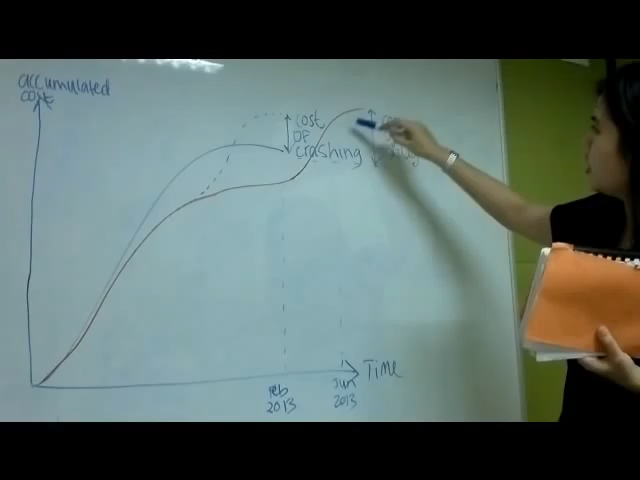 accumulated
cost
cost
OF
crashing
Time
Feb
2013
Jun
2013